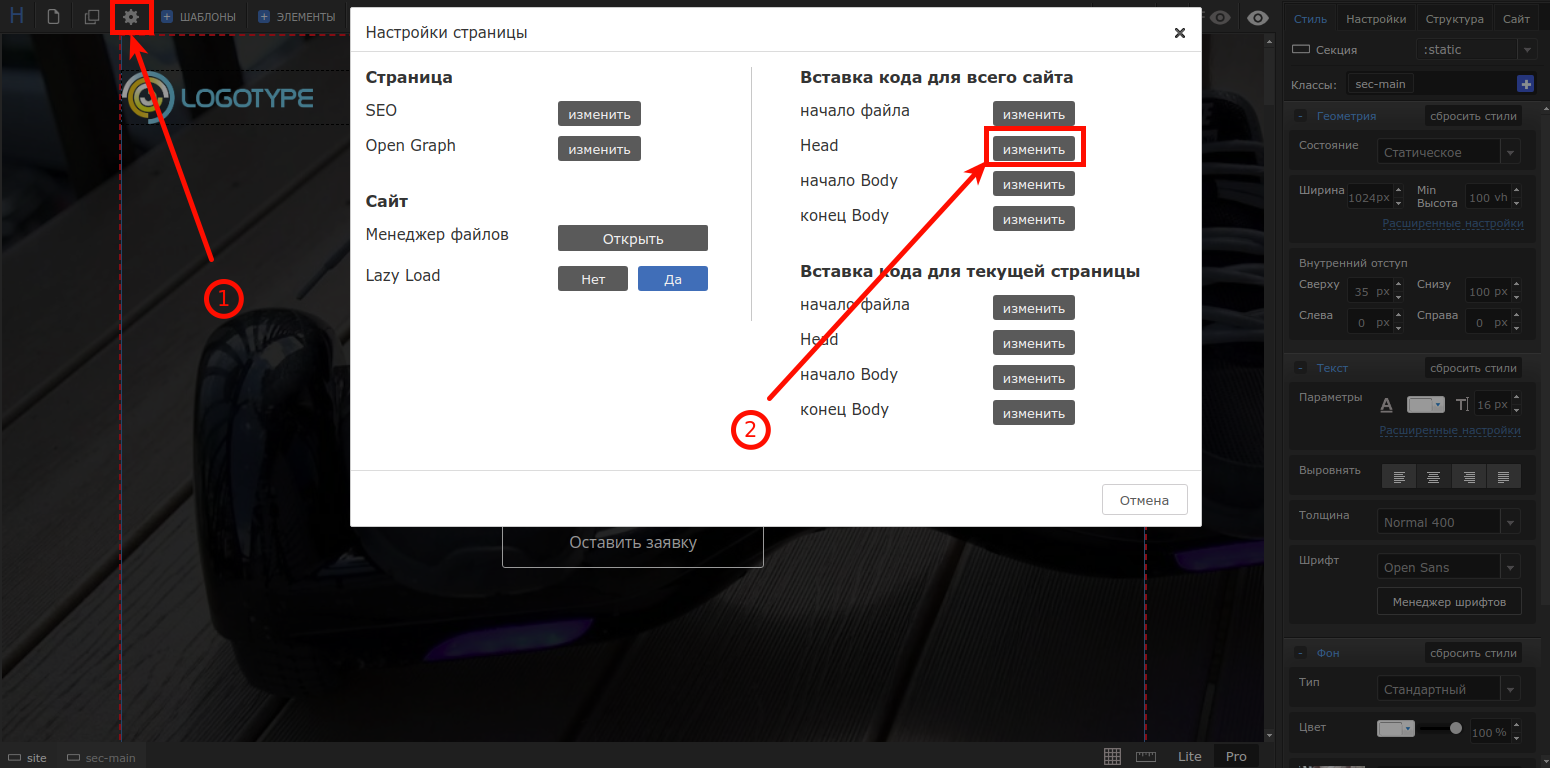 H
ШАБЛОНЫ
ЭЛЕМЕНТЫ
LOGOTYPE
1
Настройки страницы
Страница
SEO изменить
Open Graph изменить
Сайт
Менеджер файлов Открыть
Lazy Load Нет Да
Вставка кода для всего сайта
начало файла изменить
Head изменить
начало Body изменить
конец Body изменить
Вставка кода для текущей страницы
начало файла изменить
Head изменить
начало Body изменить
конец Body изменить
2
Отмена
Оставить заявку
Стиль Настройки Структура Сайт
Секция :static
Классы: sec-main
- Геометрия сбросить стили
Состояние Статическое
Ширина 1024px Min Высота 100 vh
Расширенные настройки
Внутренний отступ
Сверху 35 px Снизу 100 px
Слева 0 px Справа 0 px
- Текст сбросить стили
Параметры A T 16 px
Расширенные настройки
Выровнять
Толщина Normal 400
Шрифт Open Sans
Менеджер шрифтов
- Фон сбросить стили
Тип Стандартный
Цвет 100 %
site sec-main
Lite Pro